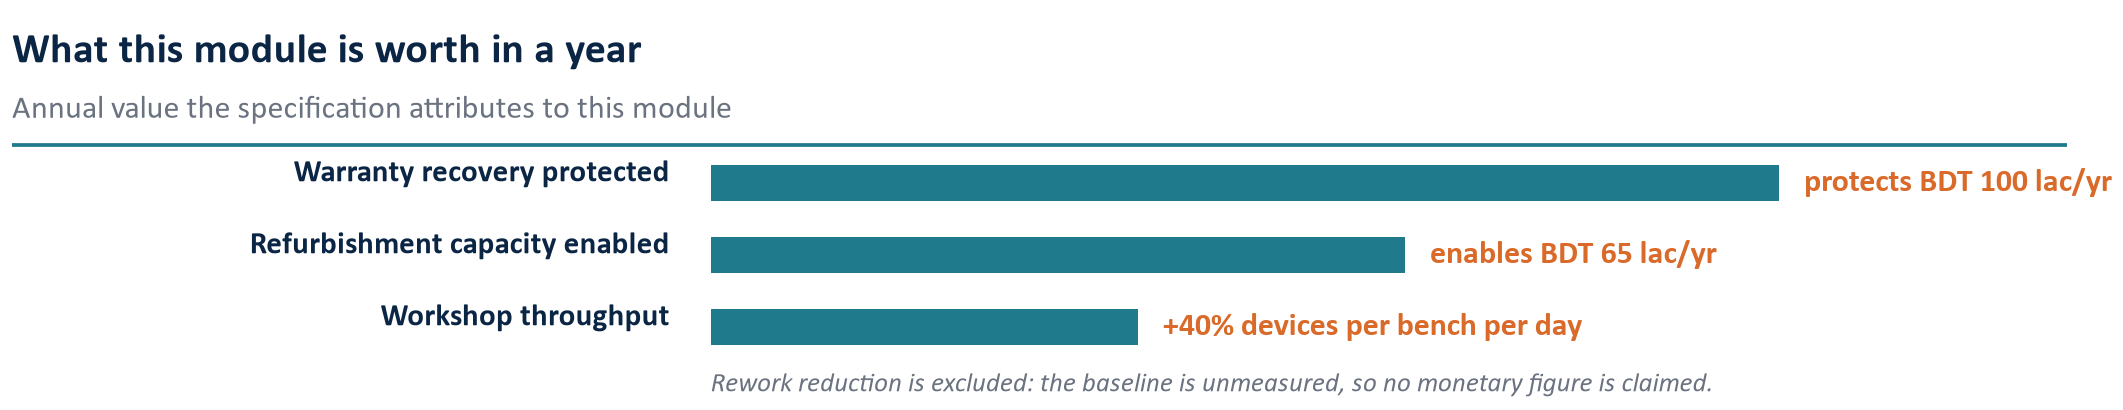 What this module is worth in a year
Annual value the specification attributes to this module
Warranty recovery protected
protects BDT 100 lac/yr
Refurbishment capacity enabled
enables BDT 65 lac/yr
Workshop throughput
+40% devices per bench per day
Rework reduction is excluded: the baseline is unmeasured, so no monetary figure is claimed.